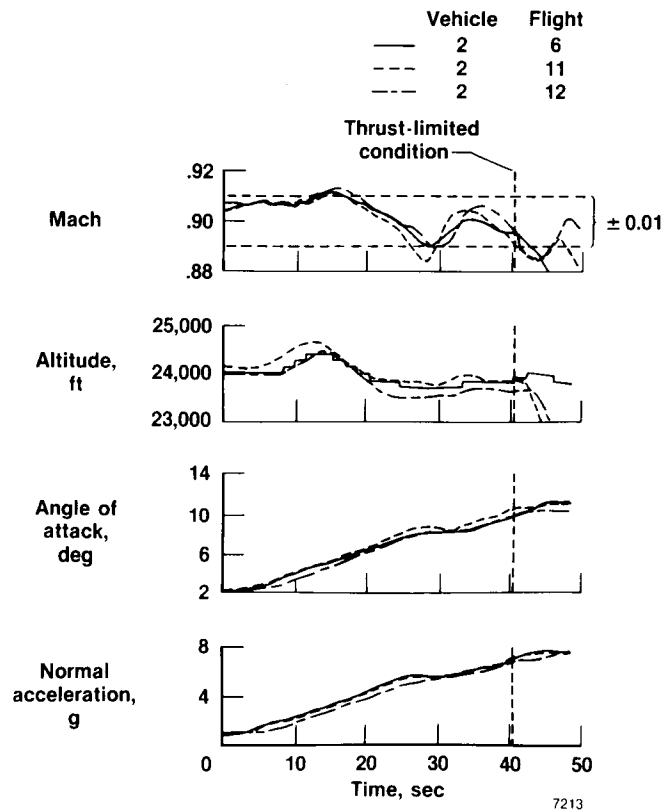 Vehicle Flight
2 6
2 11
2 12
Thrust-limited
condition
Mach
.92
.90
.88
± 0.01
Altitude,
ft
25,000
24,000
23,000
Angle of
attack,
deg
14
10
6
2
Normal
acceleration,
g
8
4
0 10 20 30 40 50
Time, sec
7213